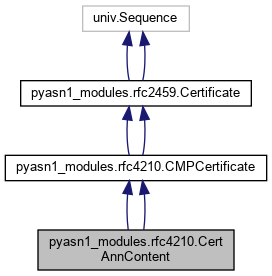 univ.Sequence
pyasn1_modules.rfc2459.Certificate
pyasn1_modules.rfc4210.CMPCertificate
pyasn1_modules.rfc4210.Cert
AnnContent